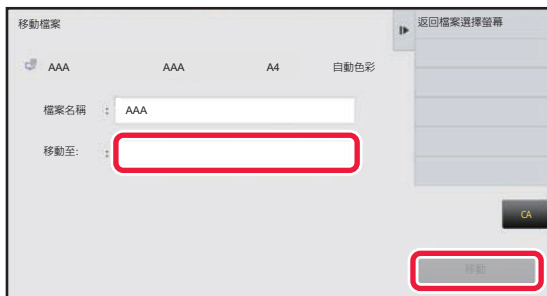 移動檔案
返回檔案選擇螢幕
AAA AAA A4 自動色彩
檔案名稱 : AAA
移動至: :
CA
移動